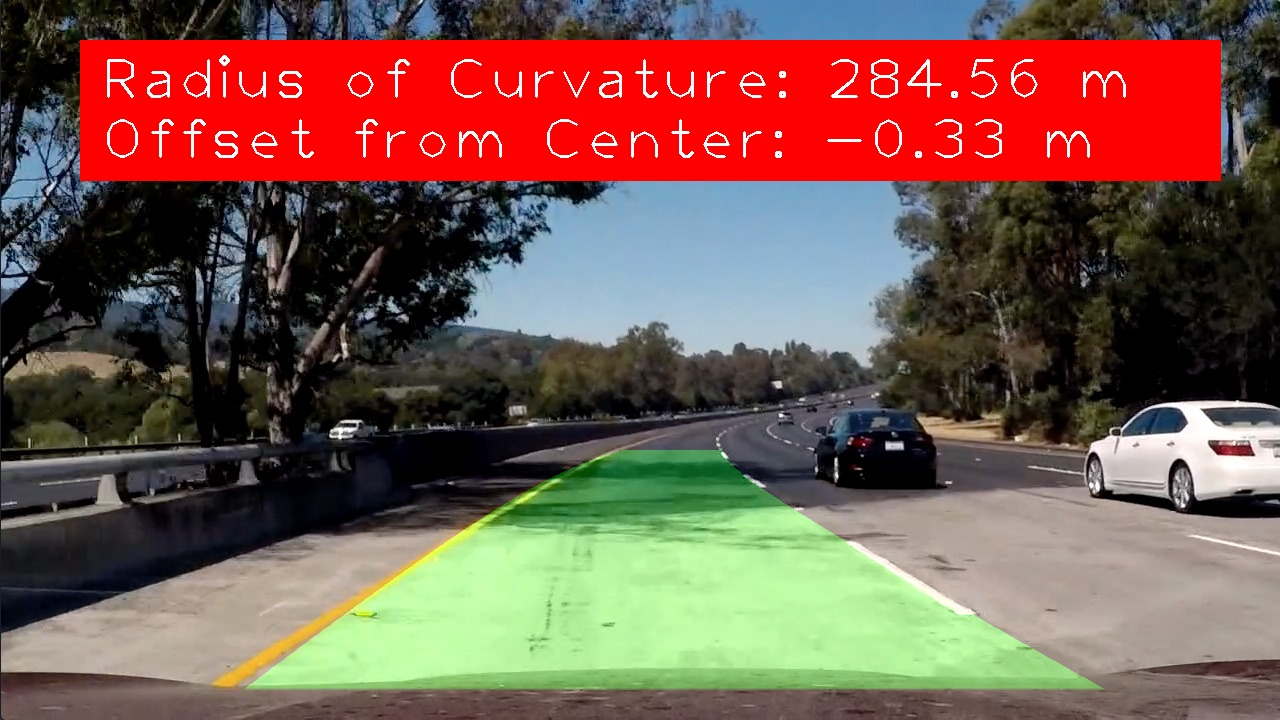 Radius of Curvature: 284.56 m
Offset from Center: -0.33 m